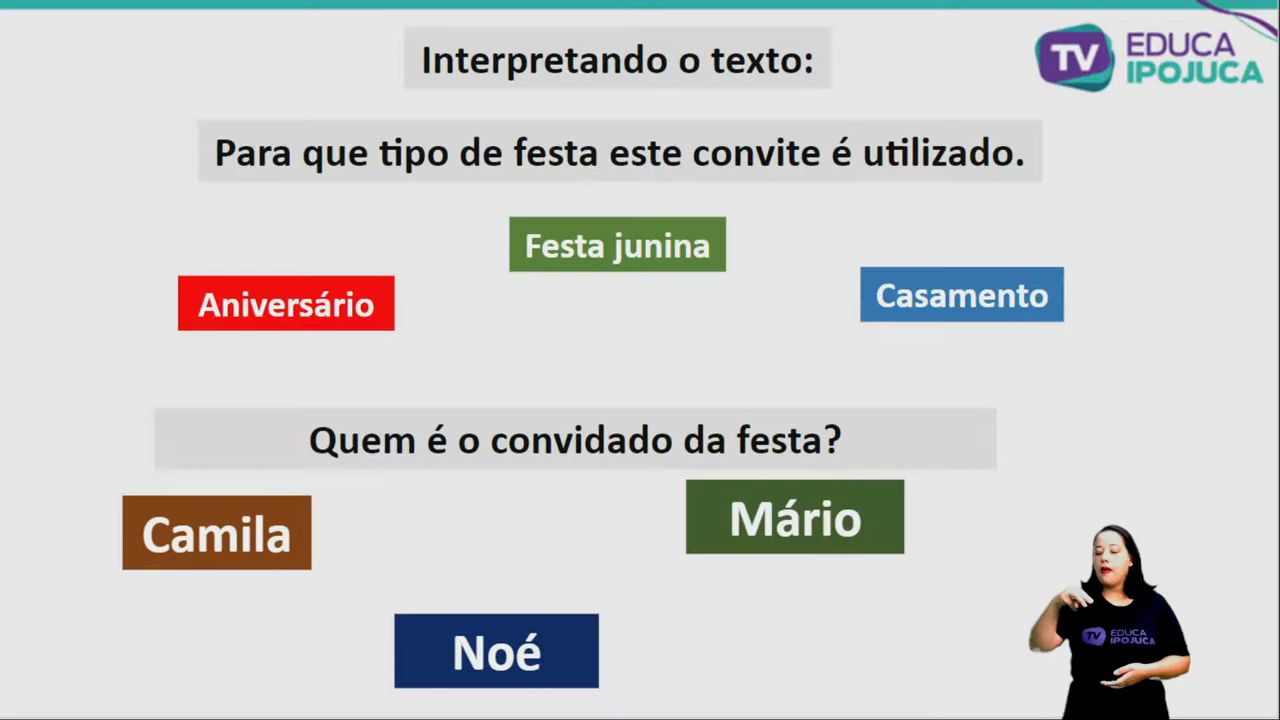 Interpretando o texto:
TV EDUCA
IPOJUCA
Para que tipo de festa este convite é utilizado.
Festa junina
Aniversário
Casamento
Quem é o convidado da festa?
Camila
Mário
Noé
TV EDUCA
IPOJUCA